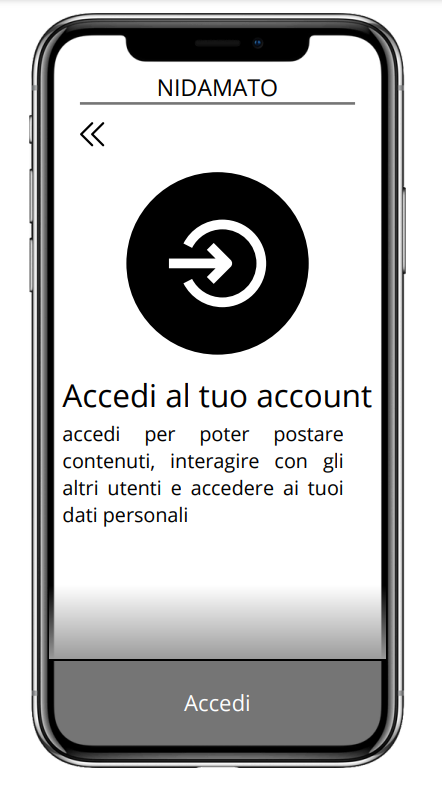 NIDAMATO
Accedi al tuo account
accedi per poter postare
contenuti, interagire con gli
altri utenti e accedere ai tuoi
dati personali
Accedi